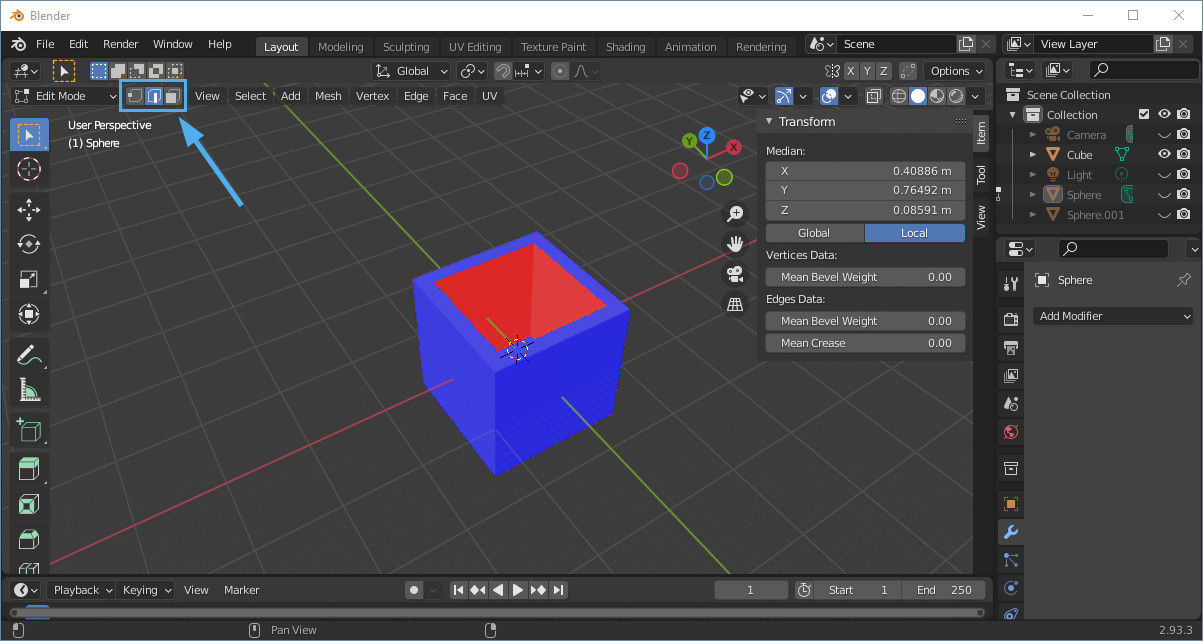 Blender
File Edit Render Window Help Layout Modeling Sculpting UV Editing Texture Paint Shading Animation Rendering Scene View Layer
Global X Y Z Options
Edit Mode View Select Add Mesh Vertex Edge Face UV
User Perspective
(1) Sphere
Z
Y
X
Transform
Item
Tool
View
Median:
X 0.40886 m
Y 0.76492 m
Z 0.08591 m
Global Local
Vertices Data:
Mean Bevel Weight 0.00
Edges Data:
Mean Bevel Weight 0.00
Mean Crease 0.00
Scene Collection
Collection
Camera
Cube
Light
Sphere
Sphere.001
Sphere
Add Modifier
Playback Keying View Marker 1 Start 1 End 250
Pan View 2.93.3